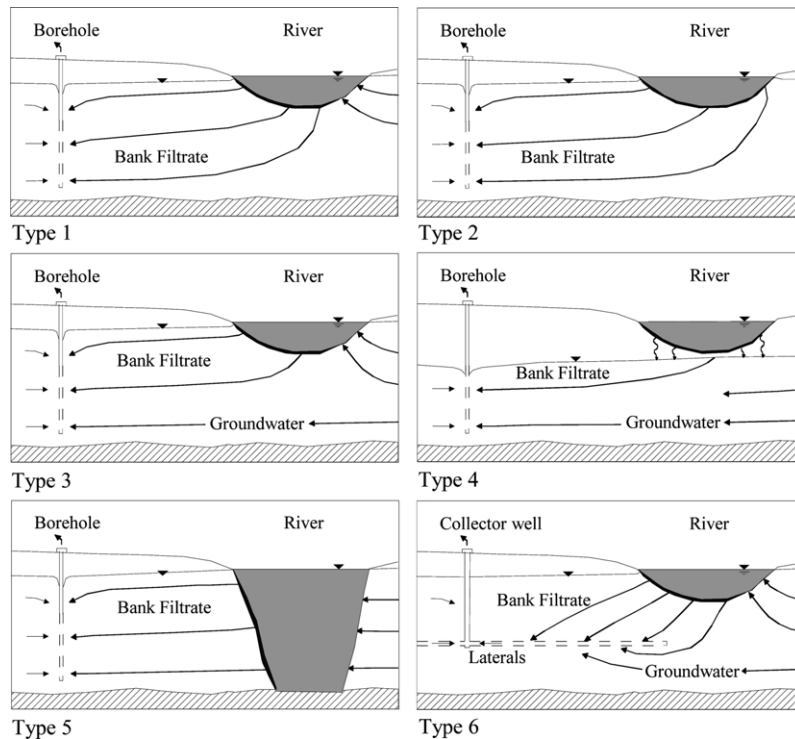 Borehole
River
Bank Filtrate
Type 1
Borehole
River
Bank Filtrate
Type 2
Borehole
River
Bank Filtrate
Groundwater
Type 3
Borehole
River
Bank Filtrate
Groundwater
Type 4
Borehole
River
Bank Filtrate
Type 5
Collector well
River
Bank Filtrate
Laterals
Groundwater
Type 6